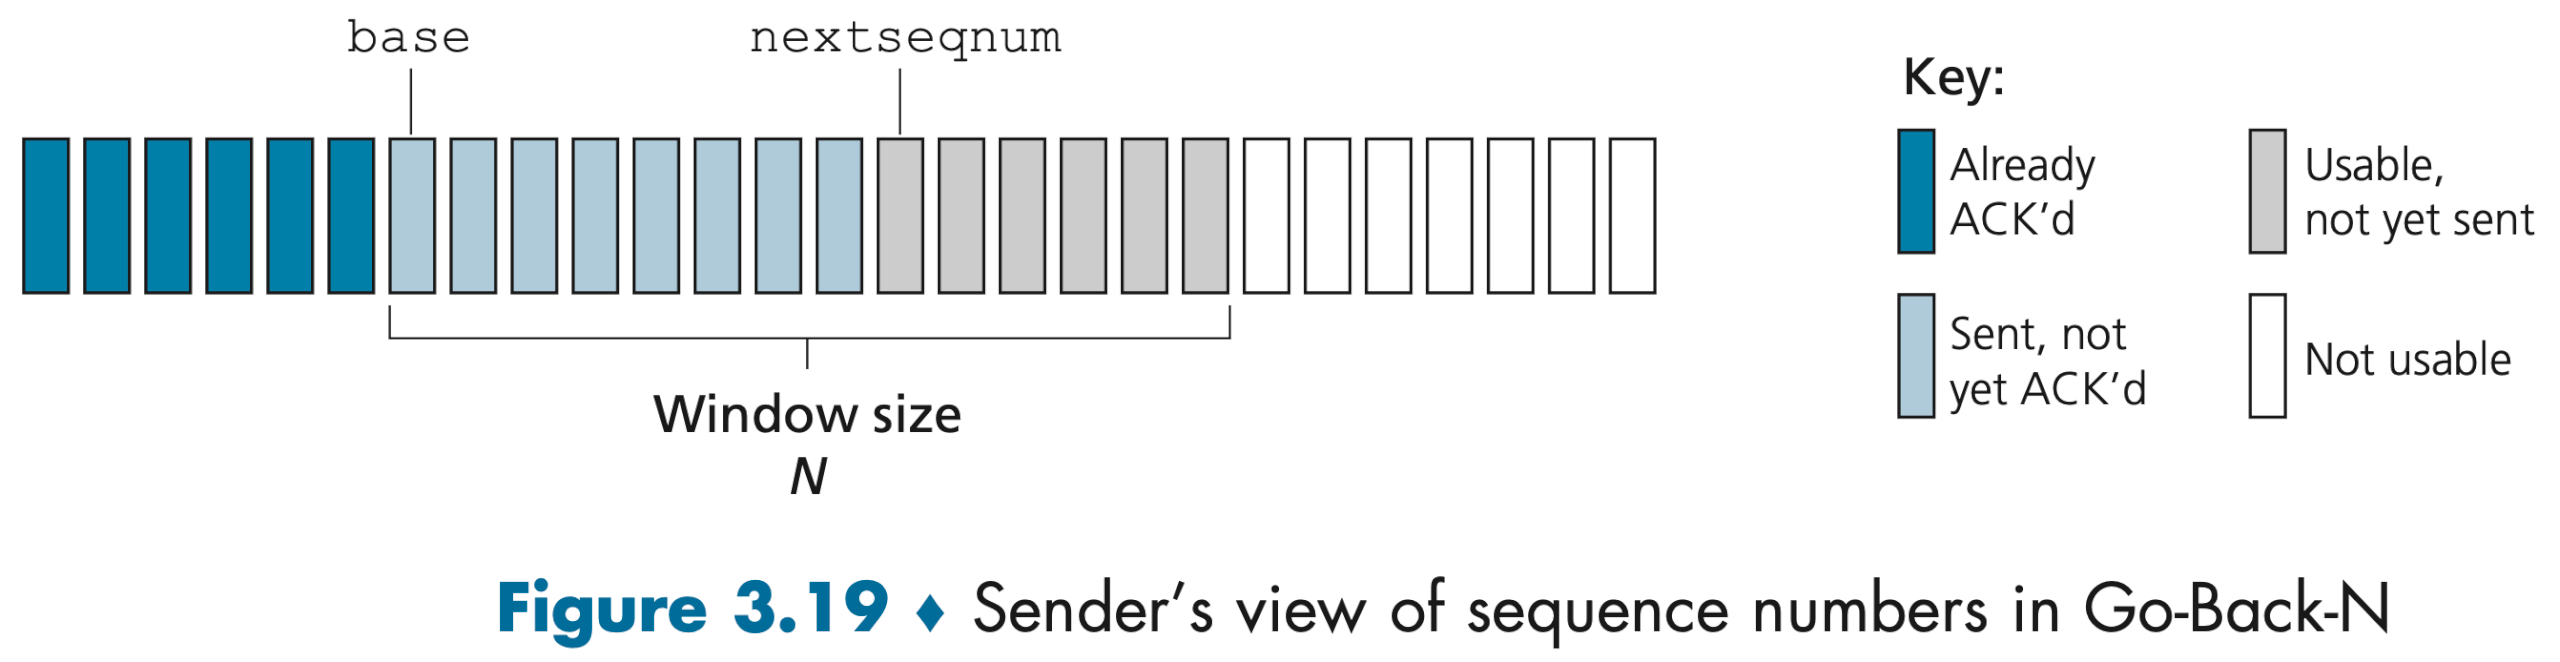 base nextseqnum
Window size
N
Key:
Already
ACK’d
Usable,
not yet sent
Sent, not
yet ACK’d
Not usable
Figure 3.19 ♦ Sender’s view of sequence numbers in Go-Back-N